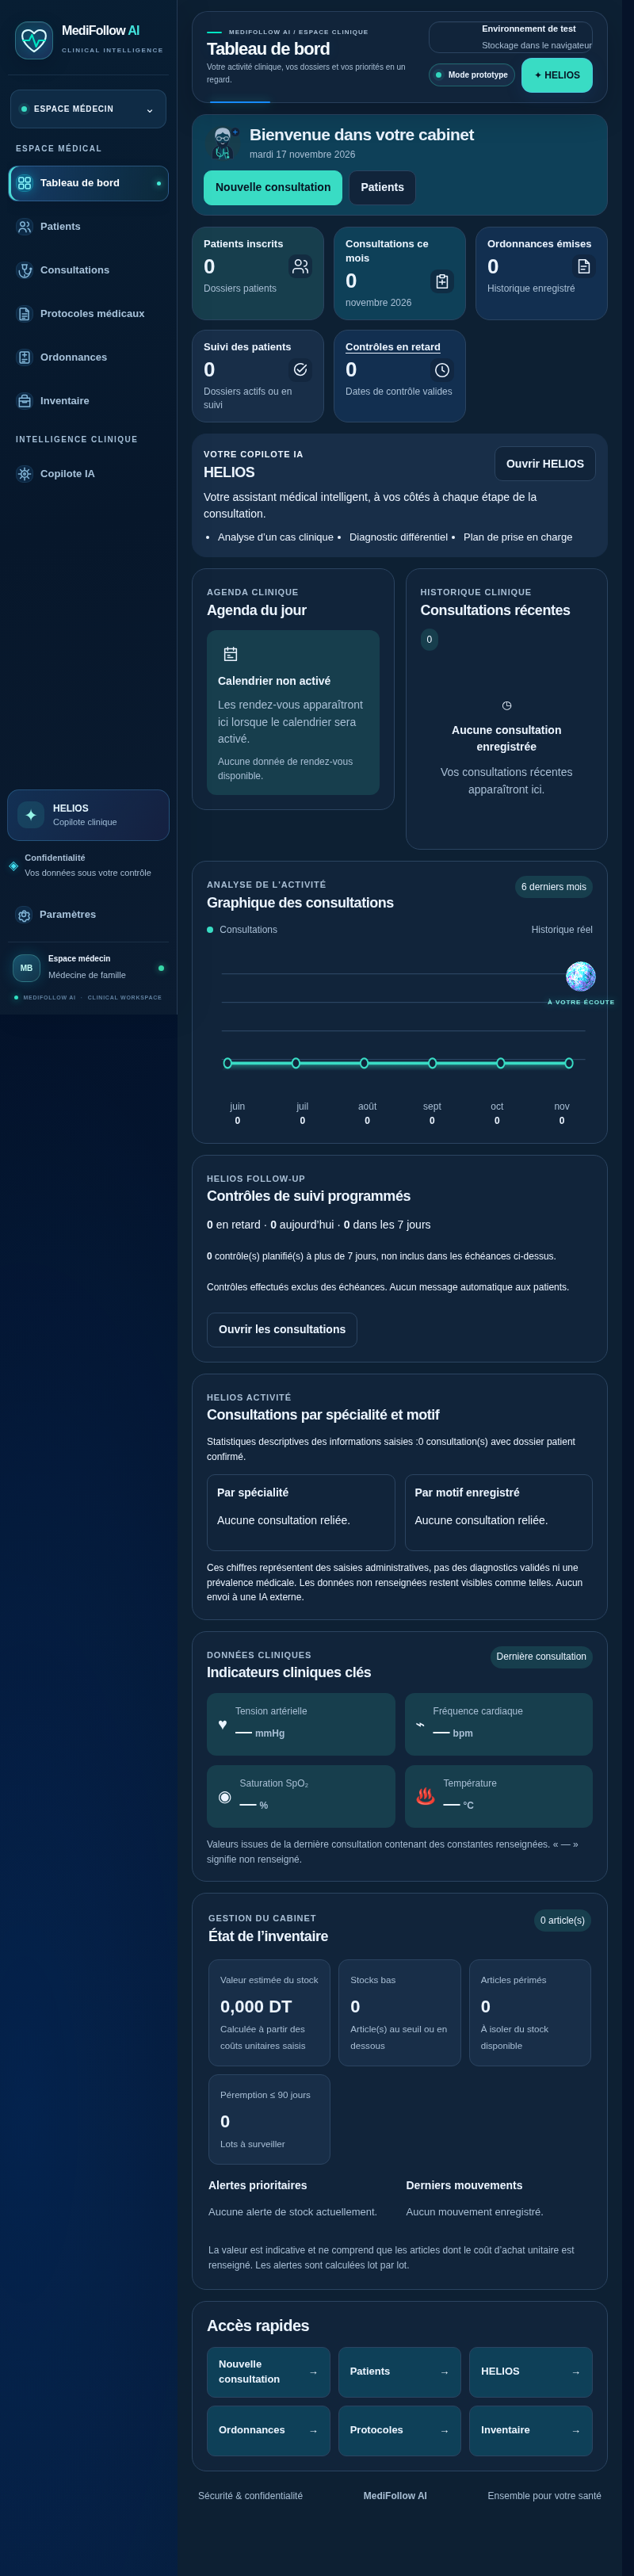 MediFollow AI
CLINICAL INTELLIGENCE
ESPACE MÉDECIN
ESPACE MÉDICAL
Tableau de bord
Patients
Consultations
Protocoles médicaux
Ordonnances
Inventaire
INTELLIGENCE CLINIQUE
Copilote IA
HELIOS
Copilote clinique
Confidentialité
Vos données sous votre contrôle
Paramètres
MB
Espace médecin
Médecine de famille
MEDIFOLLOW AI · CLINICAL WORKSPACE
MEDIFOLLOW AI / ESPACE CLINIQUE
Tableau de bord
Votre activité clinique, vos dossiers et vos priorités en un
regard.
Environnement de test
Stockage dans le navigateur
Mode prototype
✦ HELIOS
Bienvenue dans votre cabinet
mardi 17 novembre 2026
Nouvelle consultation
Patients
Patients inscrits
0
Dossiers patients
Consultations ce
mois
0
novembre 2026
Ordonnances émises
0
Historique enregistré
Suivi des patients
0
Dossiers actifs ou en
suivi
Contrôles en retard
0
Dates de contrôle valides
VOTRE COPILOTE IA
HELIOS
Ouvrir HELIOS
Votre assistant médical intelligent, à vos côtés à chaque étape de la
consultation.
• Analyse d’un cas clinique • Diagnostic différentiel • Plan de prise en charge
AGENDA CLINIQUE
Agenda du jour
Calendrier non activé
Les rendez-vous apparaîtront
ici lorsque le calendrier sera
activé.
Aucune donnée de rendez-vous
disponible.
HISTORIQUE CLINIQUE
Consultations récentes
0
Aucune consultation
enregistrée
Vos consultations récentes
apparaîtront ici.
ANALYSE DE L’ACTIVITÉ
Graphique des consultations
6 derniers mois
Consultations
Historique réel
À VOTRE ÉCOUTE
juin juil août sept oct nov
0 0 0 0 0 0
HELIOS FOLLOW-UP
Contrôles de suivi programmés
0 en retard · 0 aujourd’hui · 0 dans les 7 jours
0 contrôle(s) planifié(s) à plus de 7 jours, non inclus dans les échéances ci-dessus.
Contrôles effectués exclus des échéances. Aucun message automatique aux patients.
Ouvrir les consultations
HELIOS ACTIVITÉ
Consultations par spécialité et motif
Statistiques descriptives des informations saisies :0 consultation(s) avec dossier patient
confirmé.
Par spécialité
Aucune consultation reliée.
Par motif enregistré
Aucune consultation reliée.
Ces chiffres représentent des saisies administratives, pas des diagnostics validés ni une
prévalence médicale. Les données non renseignées restent visibles comme telles. Aucun
envoi à une IA externe.
DONNÉES CLINIQUES
Indicateurs cliniques clés
Dernière consultation
Tension artérielle
— mmHg
Fréquence cardiaque
— bpm
Saturation SpO₂
— %
Température
— °C
Valeurs issues de la dernière consultation contenant des constantes renseignées. « — »
signifie non renseigné.
GESTION DU CABINET
État de l’inventaire
0 article(s)
Valeur estimée du stock
0,000 DT
Calculée à partir des
coûts unitaires saisis
Stocks bas
0
Article(s) au seuil ou en
dessous
Articles périmés
0
À isoler du stock
disponible
Péremption ≤ 90 jours
0
Lots à surveiller
Alertes prioritaires
Aucune alerte de stock actuellement.
Derniers mouvements
Aucun mouvement enregistré.
La valeur est indicative et ne comprend que les articles dont le coût d’achat unitaire est
renseigné. Les alertes sont calculées lot par lot.
Accès rapides
Nouvelle
consultation →
Patients →
HELIOS →
Ordonnances →
Protocoles →
Inventaire →
Sécurité & confidentialité
MediFollow AI
Ensemble pour votre santé